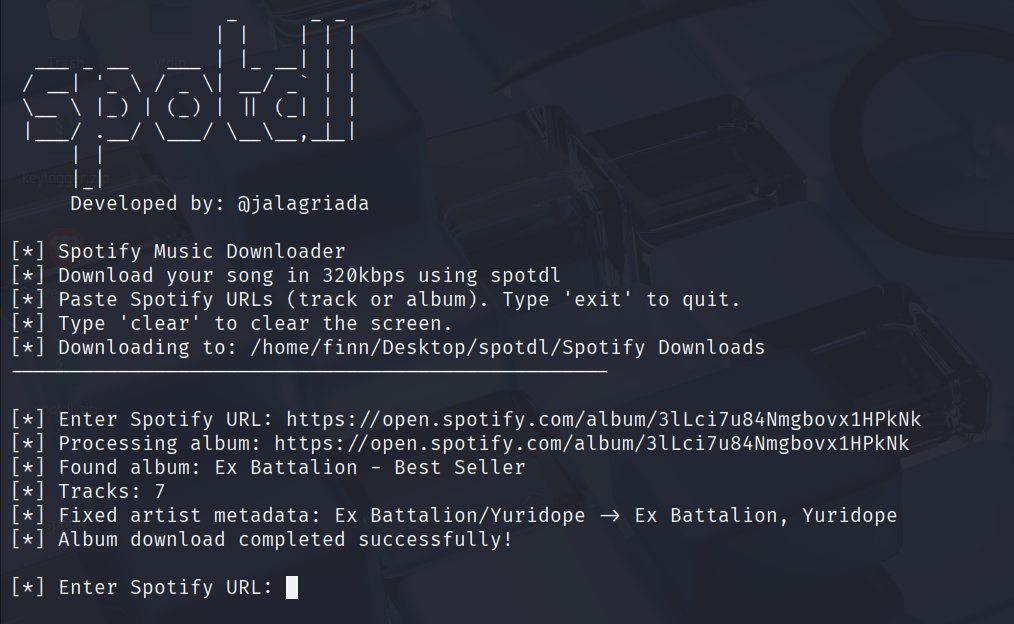 spotdl
Developed by: @jalagriada
[*] Spotify Music Downloader
[*] Download your song in 320kbps using spotdl
[*] Paste Spotify URLs (track or album). Type 'exit' to quit.
[*] Type 'clear' to clear the screen.
[*] Downloading to: /home/finn/Desktop/spotdl/Spotify Downloads
[*] Enter Spotify URL: https://open.spotify.com/album/3lLci7u84Nmgbovx1HPkNk
[*] Processing album: https://open.spotify.com/album/3lLci7u84Nmgbovx1HPkNk
[*] Found album: Ex Battalion - Best Seller
[*] Tracks: 7
[*] Fixed artist metadata: Ex Battalion/Yuridope → Ex Battalion, Yuridope
[*] Album download completed successfully!
[*] Enter Spotify URL: